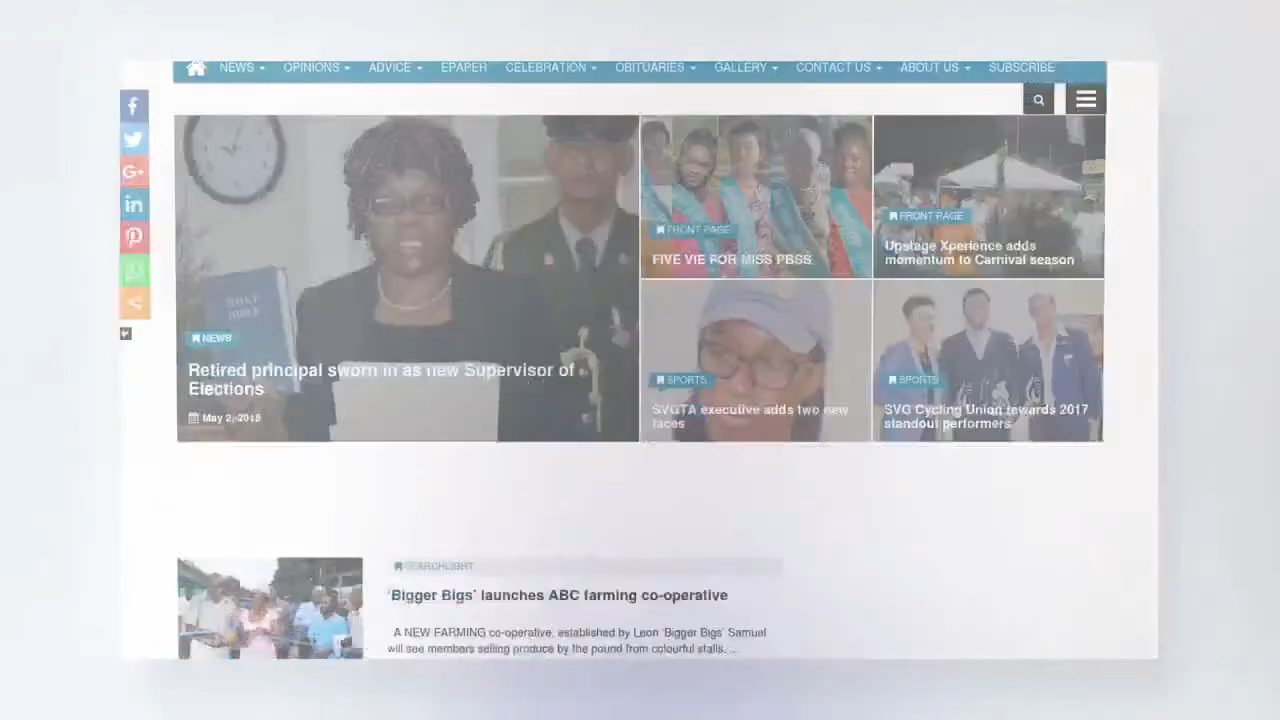 NEWS OPINIONS ADVICE EPAPER CELEBRATION OBITUARIES GALLERY CONTACT US ABOUT US SUBSCRIBE
HOLY
BIBLE
NEWS
Retired principal sworn in as new Supervisor of
Elections
May 2, 2018
FRONT PAGE
FIVE VIE FOR MISS PBSS
FRONT PAGE
Upstage Xperience adds
momentum to Carnival season
SPORTS
SVGTA executive adds two new
faces
SPORTS
SVG Cycling Union rewards 2017
standout performers
SEARCHLIGHT
'Bigger Bigs' launches ABC farming co-operative
A NEW FARMING co-operative, established by Leon 'Bigger Bigs' Samuel
will see members selling produce by the pound from colourful stalls. ...